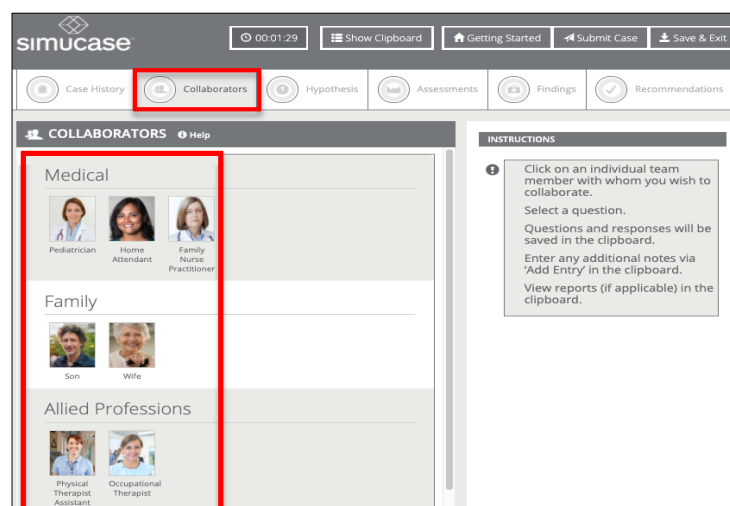 simucase
00:01:29 Show Clipboard Getting Started Submit Case Save & Exit
Case History Collaborators Hypothesis Assessments Findings Recommendations
COLLABORATORS Help
Medical
Pediatrician
Home
Attendant
Family
Nurse
Practitioner
Family
Son
Wife
Allied Professions
Physical
Therapist
Assistant
Occupational
Therapist
INSTRUCTIONS
Click on an individual team
member with whom you wish to
collaborate.
Select a question.
Questions and responses will be
saved in the clipboard.
Enter any additional notes via
'Add Entry' in the clipboard.
View reports (if applicable) in the
clipboard.